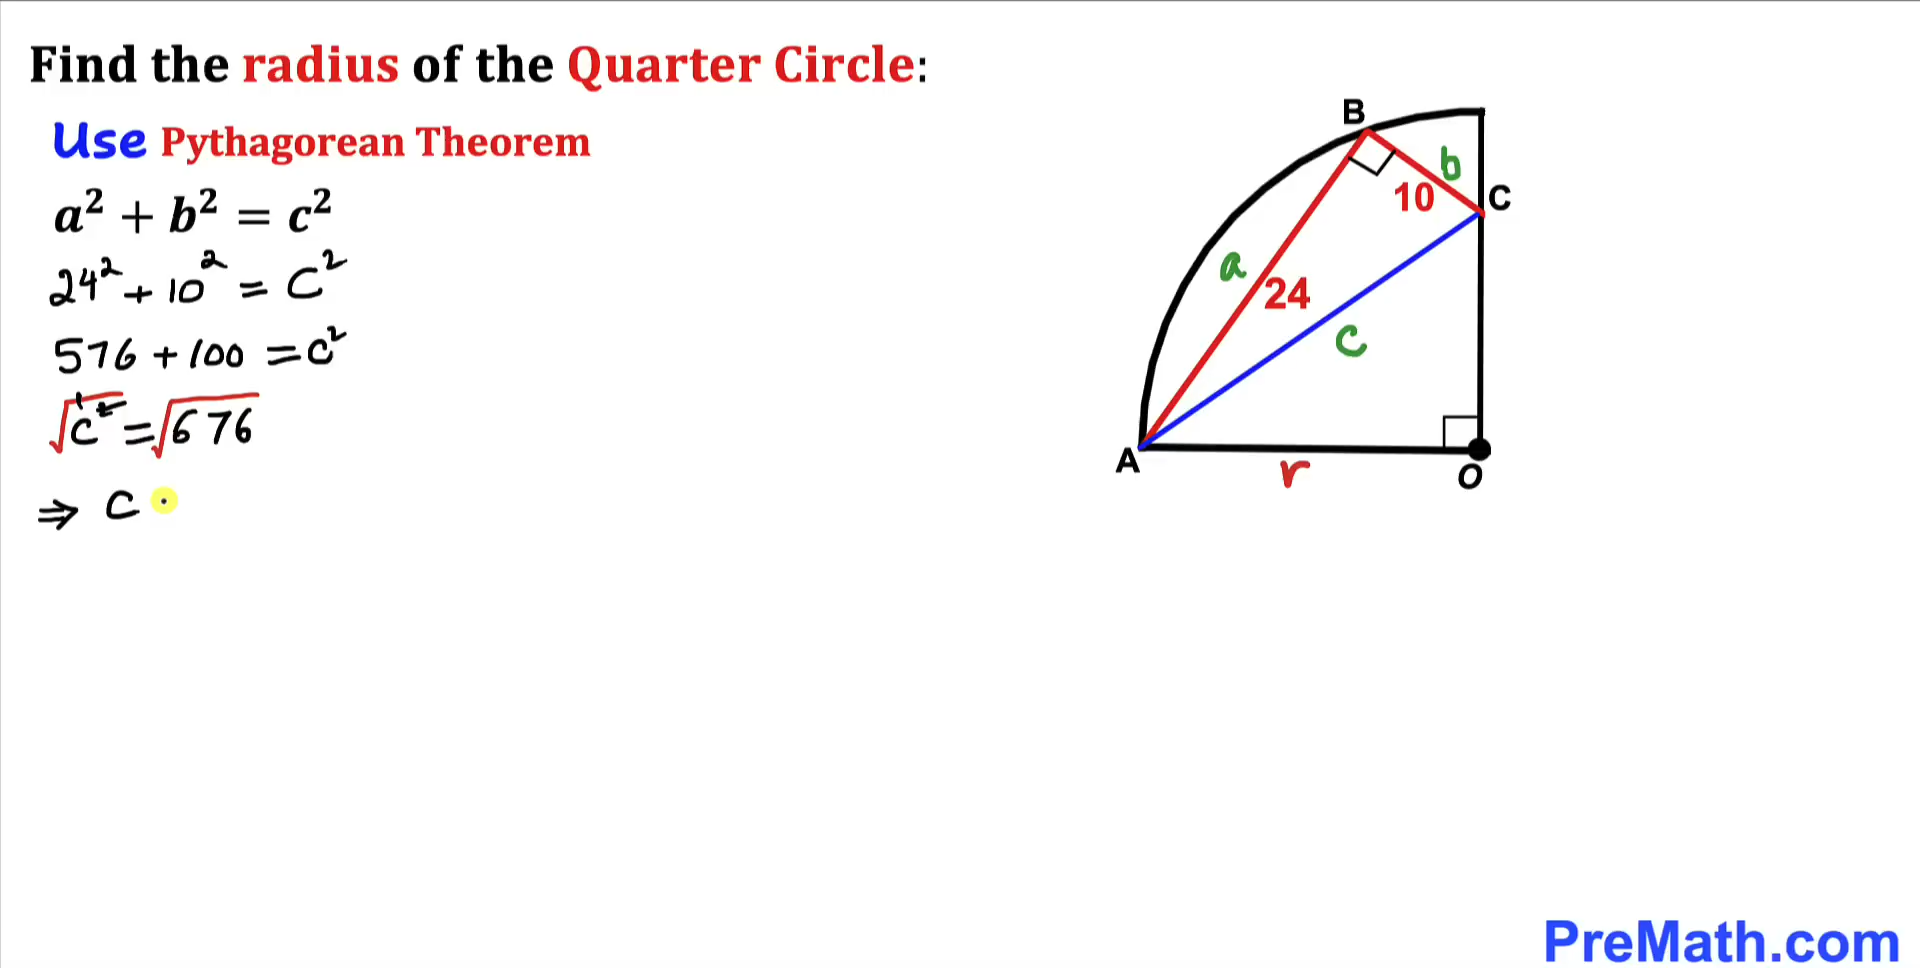 Find the radius of the Quarter Circle:
Use Pythagorean Theorem
a² + b² = c²
24² + 10² = C²
576 + 100 = c²
√c² = √676
⇒ C
B
b
10
C
a
24
C
A
r
O
PreMath.com